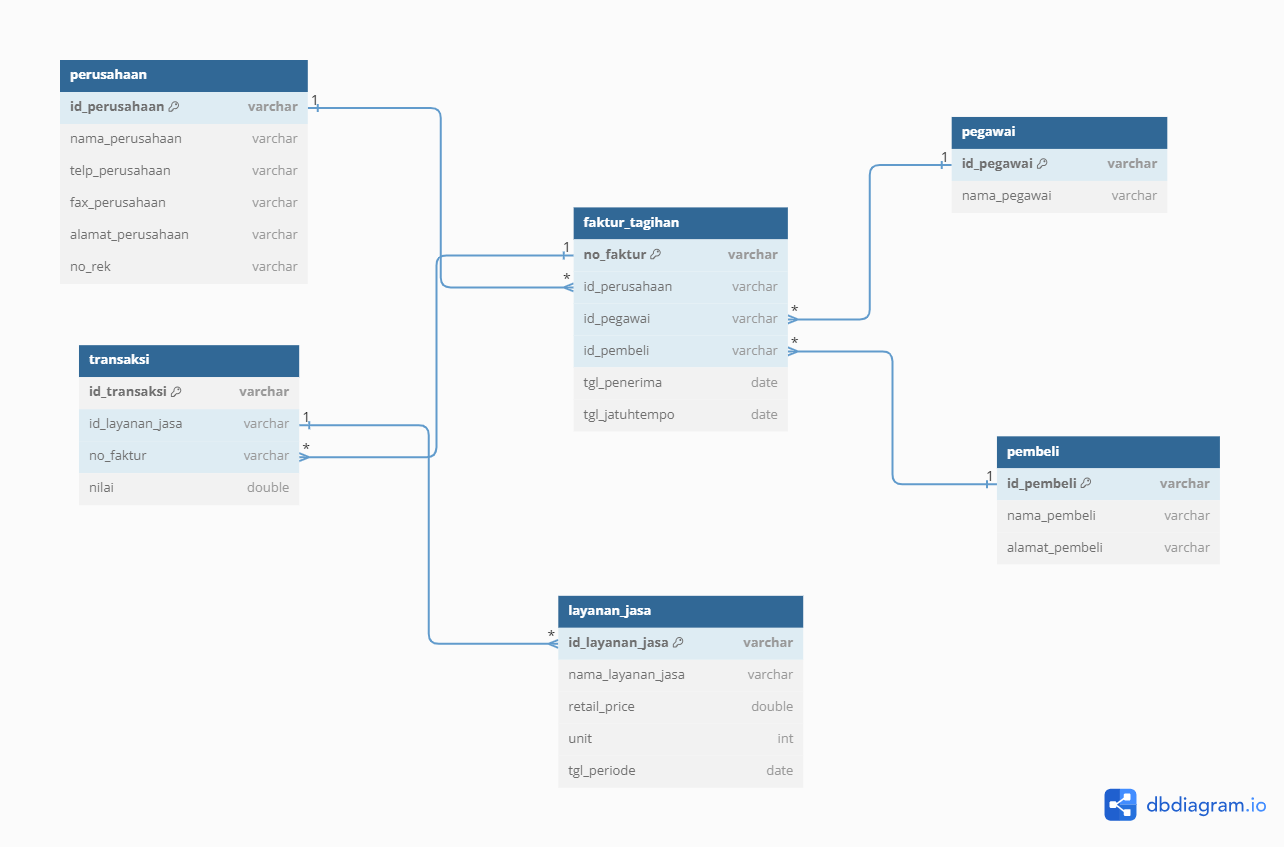 perusahaan
id_perusahaan varchar
nama_perusahaan varchar
telp_perusahaan varchar
fax_perusahaan varchar
alamat_perusahaan varchar
no_rek varchar
1
transaksi
id_transaksi varchar
id_layanan_jasa varchar
no_faktur varchar
nilai double
1
*
faktur_tagihan
no_faktur varchar
id_perusahaan varchar
id_pegawai varchar
id_pembeli varchar
tgl_penerima date
tgl_jatuhtempo date
1
*
*
*
pegawai
id_pegawai varchar
nama_pegawai varchar
1
pembeli
id_pembeli varchar
nama_pembeli varchar
alamat_pembeli varchar
1
layanan_jasa
id_layanan_jasa varchar
nama_layanan_jasa varchar
retail_price double
unit int
tgl_periode date
*
dbdiagram.io